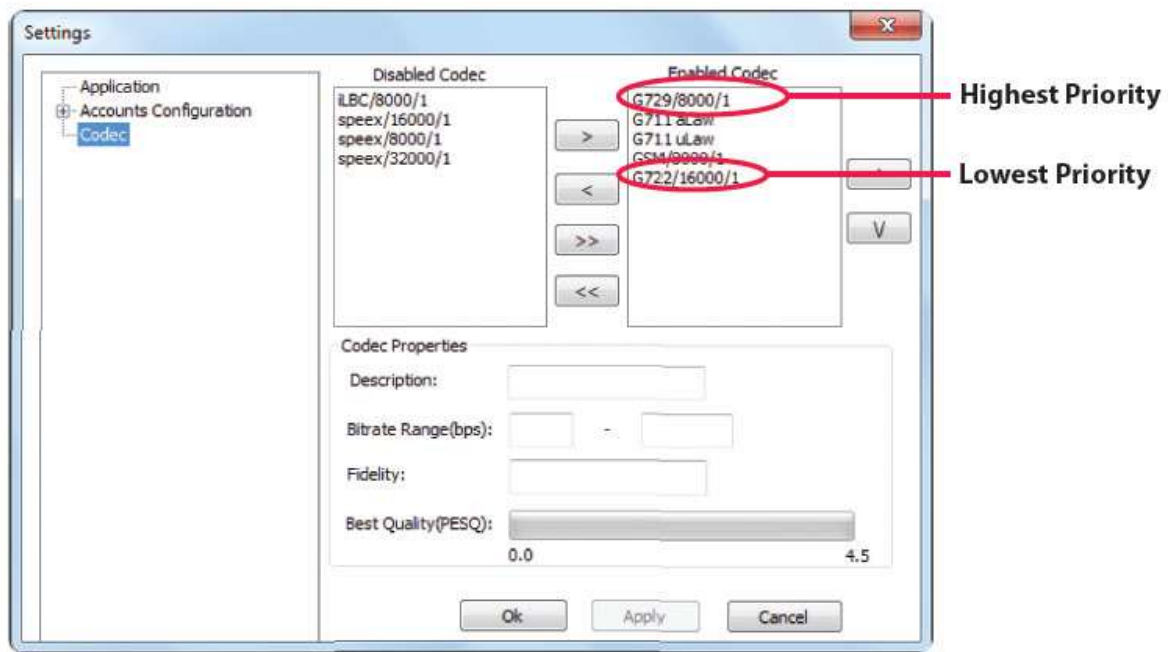 Settings
X
Application
Accounts Configuration
Codec
Disabled Codec
iLBC/8000/1
speex/16000/1
speex/8000/1
speex/32000/1
>
<
>>
<<
Enabled Codec
G729/8000/1
G711 aLaw
G711 uLaw
GSM/8000/1
G722/16000/1
V
Highest Priority
Lowest Priority
Codec Properties
Description:
Bitrate Range(bps):
-
Fidelity:
Best Quality(PESQ):
0.0
4.5
Ok
Apply
Cancel